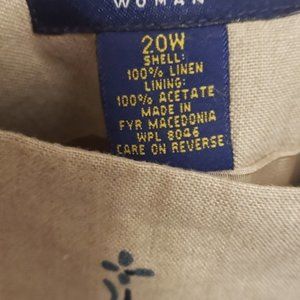 WOMAN
20W
SHELL:
100% LINEN
LINING:
100% ACETATE
MADE IN
FYR MACEDONIA
WPL 8046
CARE ON REVERSE